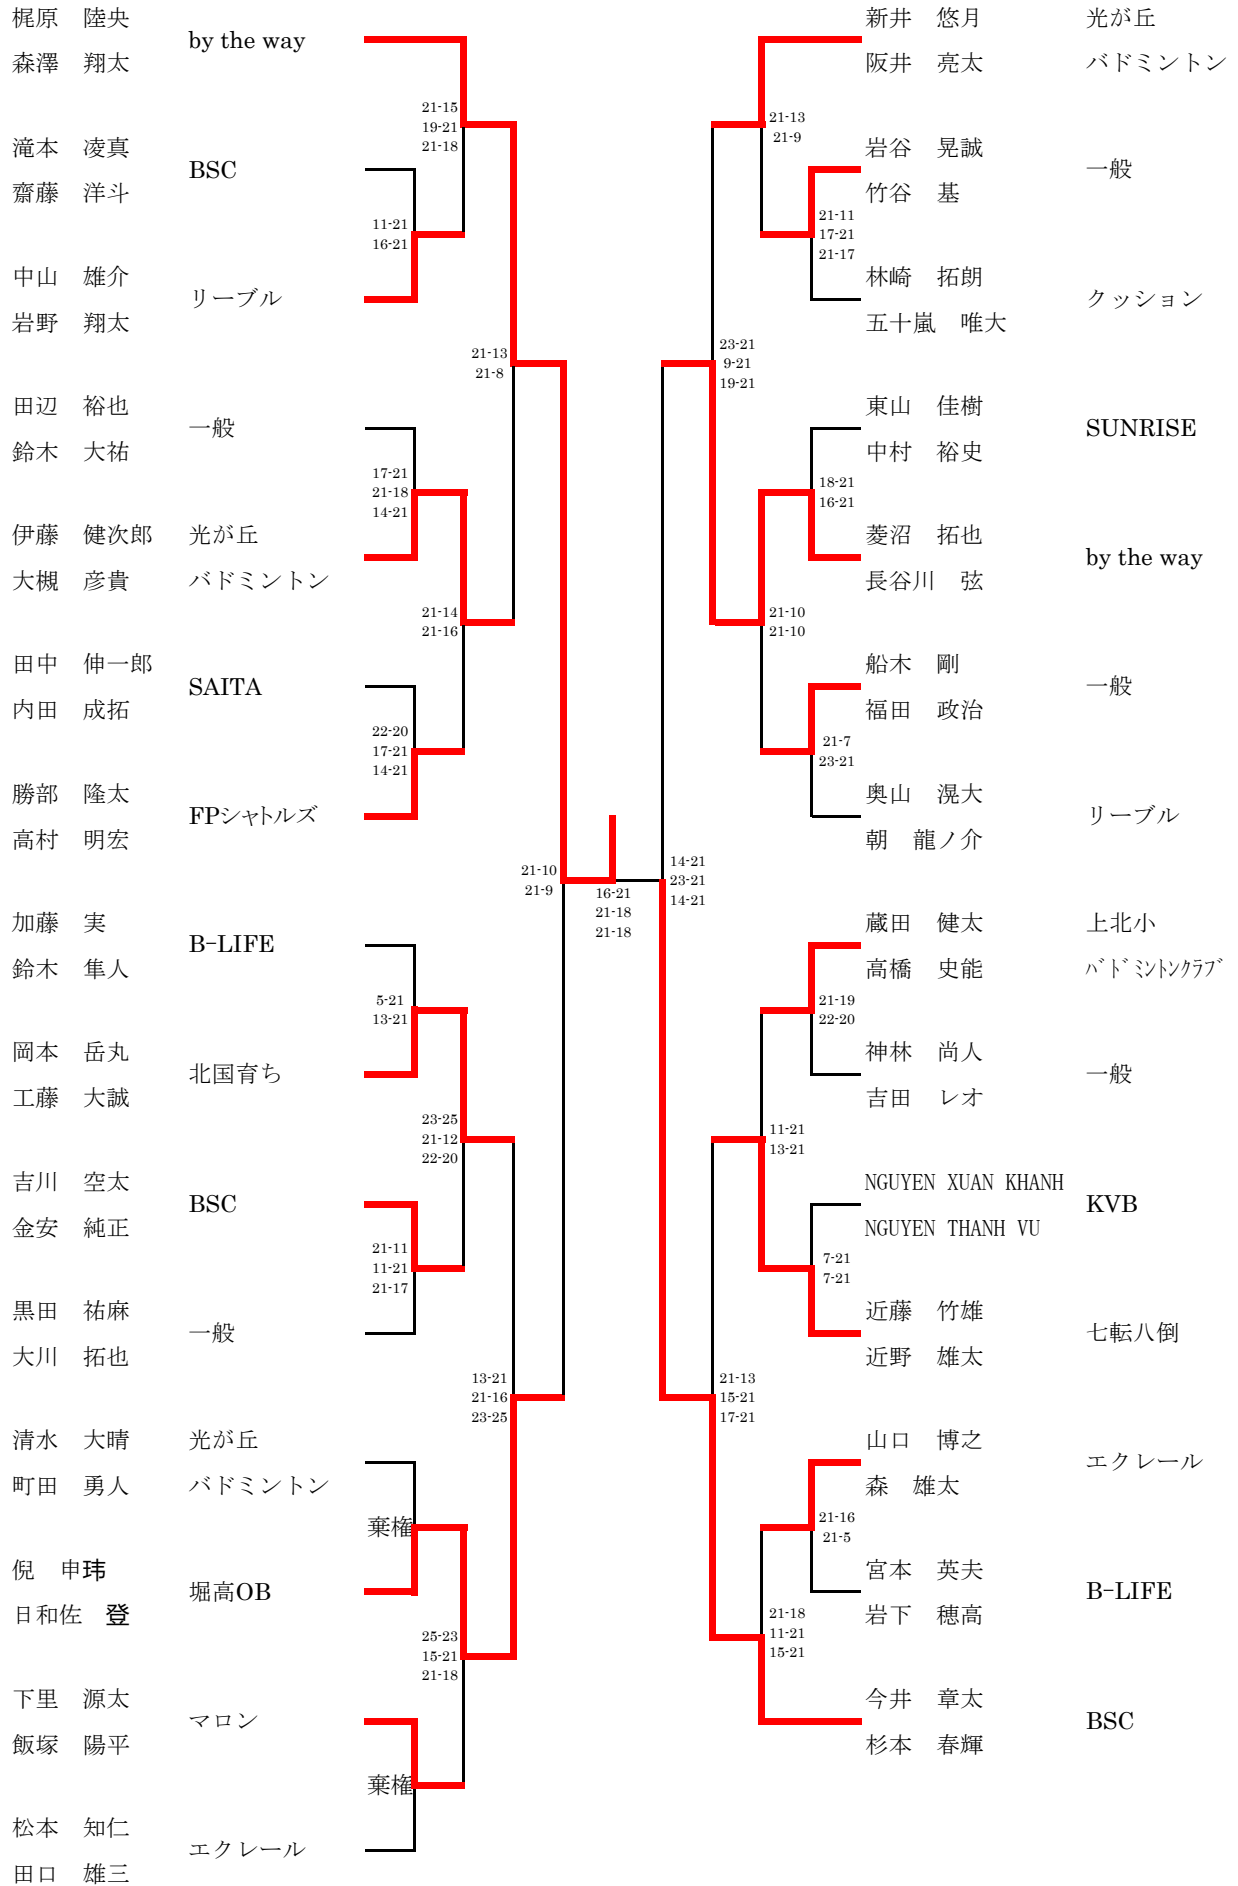 梶原　陸央
by the way
森澤　翔太
21-15
19-21
21-18
滝本　凌真
BSC
齋藤　洋斗
11-21
16-21
中山　雄介
リーブル
岩野　翔太
21-13
21-8
田辺　裕也
一般
鈴木　大祐
17-21
21-18
14-21
伊藤　健次郎　光が丘
大槻　彦貴　バドミントン
21-14
21-16
田中　伸一郎
SAITA
内田　成拓
22-20
17-21
14-21
勝部　隆太
FPシャトルズ
高村　明宏
21-10
21-9
加藤　実
B-LIFE
鈴木　隼人
5-21
13-21
岡本　岳丸
北国育ち
工藤　大誠
23-25
21-12
22-20
吉川　空太
BSC
金安　純正
21-11
11-21
21-17
黒田　祐麻
一般
大川　拓也
13-21
21-16
23-25
清水　大晴　光が丘
町田　勇人　バドミントン
棄権
倪　申玮
堀高OB
日和佐　登
25-23
15-21
21-18
下里　源太
マロン
飯塚　陽平
棄権
松本　知仁
エクレール
田口　雄三
16-21
21-18
21-18
新井　悠月　光が丘
阪井　亮太　バドミントン
21-13
21-9
岩谷　晃誠
一般
竹谷　基
21-11
17-21
21-17
林崎　拓朗
クッション
五十嵐　唯大
23-21
9-21
19-21
東山　佳樹
SUNRISE
中村　裕史
18-21
16-21
菱沼　拓也
by the way
長谷川　弦
21-10
21-10
船木　剛
一般
福田　政治
21-7
23-21
奥山　滉大
リーブル
朝　龍ノ介
14-21
23-21
14-21
蔵田　健太　上北小
高橋　史能　ﾊﾞﾄﾞﾐﾝﾄﾝｸﾗﾌﾞ
21-19
22-20
神林　尚人
一般
吉田　レオ
11-21
13-21
NGUYEN XUAN KHANH
KVB
NGUYEN THANH VU
7-21
7-21
近藤　竹雄
七転八倒
近野　雄太
21-13
15-21
17-21
山口　博之
エクレール
森　雄太
21-16
21-5
宮本　英夫
B-LIFE
岩下　穂高
21-18
11-21
15-21
今井　章太
BSC
杉本　春輝